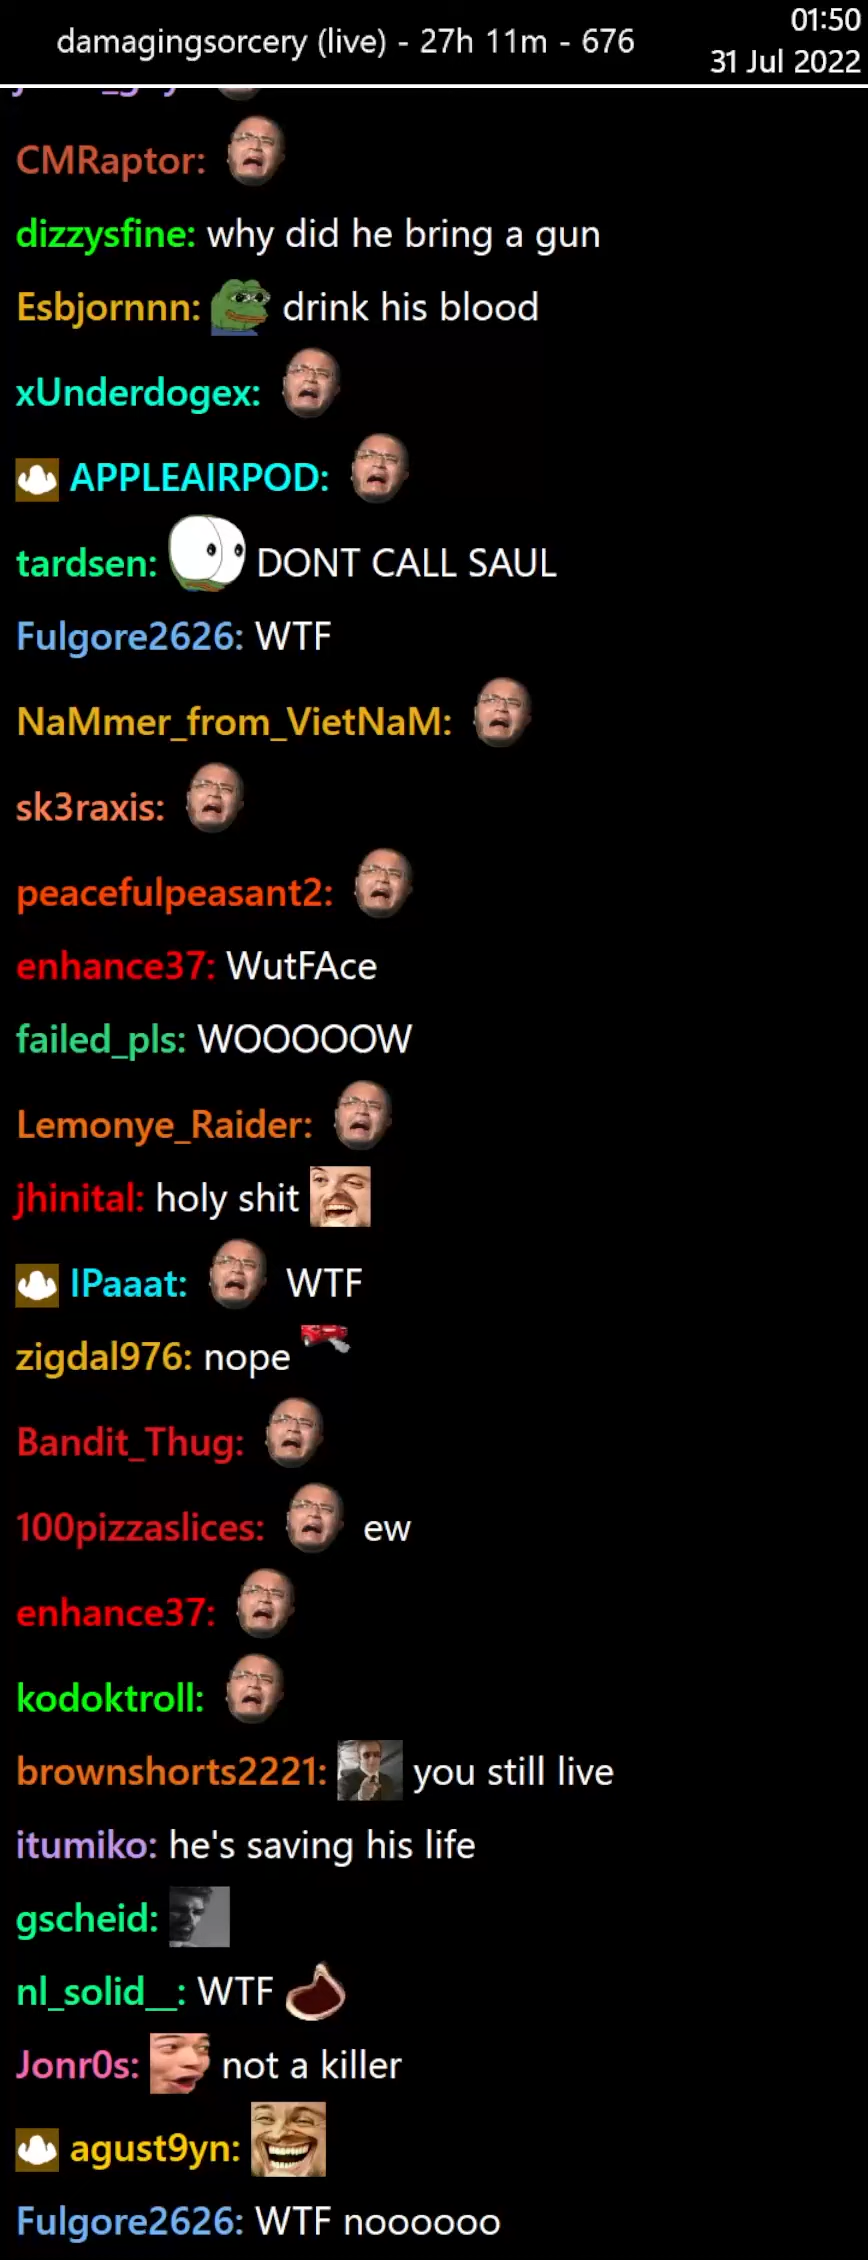 damagingsorcery (live) - 27h 11m - 676
01:50
31 Jul 2022
CMRaptor:
dizzysfine: why did he bring a gun
Esbjornnn: drink his blood
xUnderdogex:
APPLEAIRPOD:
tardsen: DONT CALL SAUL
Fulgore2626: WTF
NaMmer_from_VietNaM:
sk3raxis:
peacefulpeasant2:
enhance37: WutFAce
failed_pls: WOOOOOW
Lemonye_Raider:
jhinital: holy shit
IPaaat: WTF
zigdal976: nope
Bandit_Thug:
100pizzaslices: ew
enhance37:
kodoktroll:
brownshorts2221: you still live
itumiko: he's saving his life
gscheid:
nl_solid__: WTF
Jonr0s: not a killer
agust9yn:
Fulgore2626: WTF noooooo